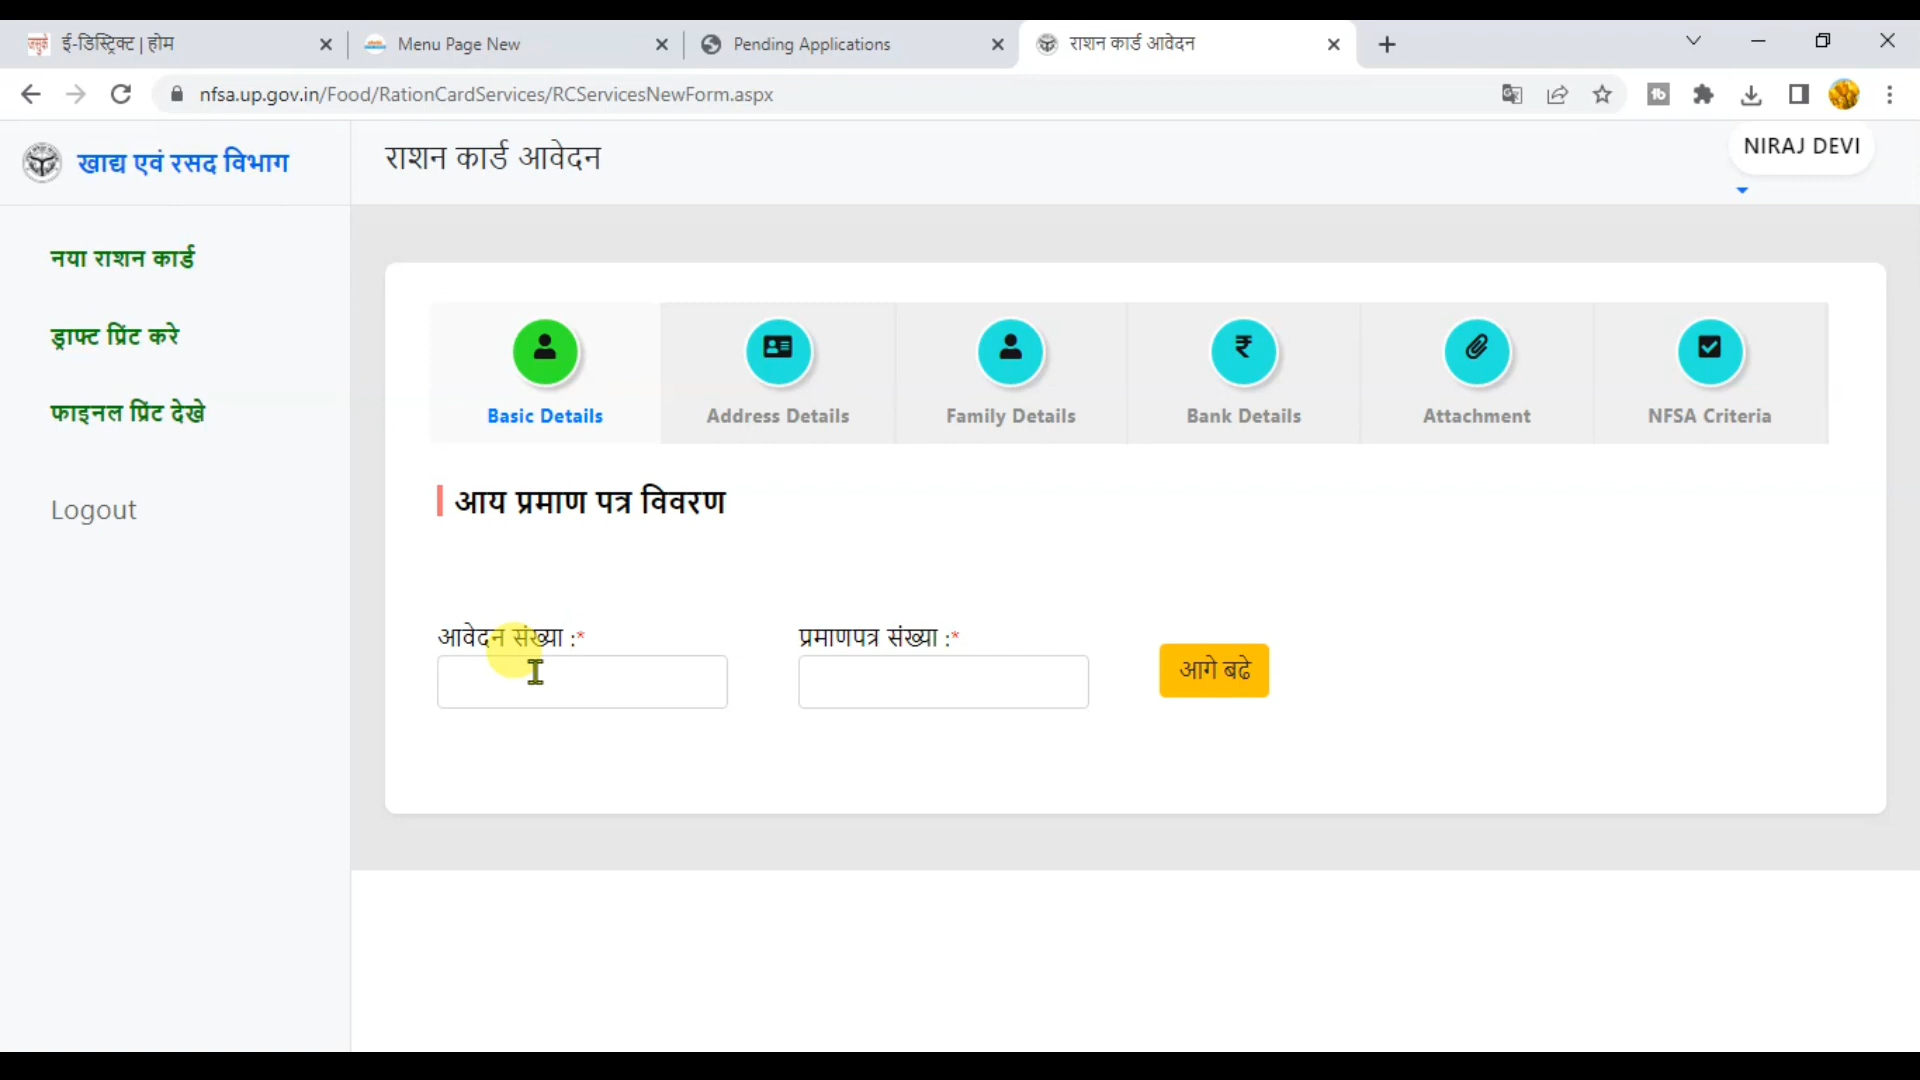 ई-डिस्ट्रिक्ट | होम
Menu Page New
Pending Applications
राशन कार्ड आवेदन
nfsa.up.gov.in/Food/RationCardServices/RCServicesNewForm.aspx
खाद्य एवं रसद विभाग
राशन कार्ड आवेदन
NIRAJ DEVI
नया राशन कार्ड
ड्राफ्ट प्रिंट करे
फाइनल प्रिंट देखे
Logout
Basic Details
Address Details
Family Details
Bank Details
Attachment
NFSA Criteria
आय प्रमाण पत्र विवरण
आवेदन संख्या :*
प्रमाणपत्र संख्या :*
आगे बढे